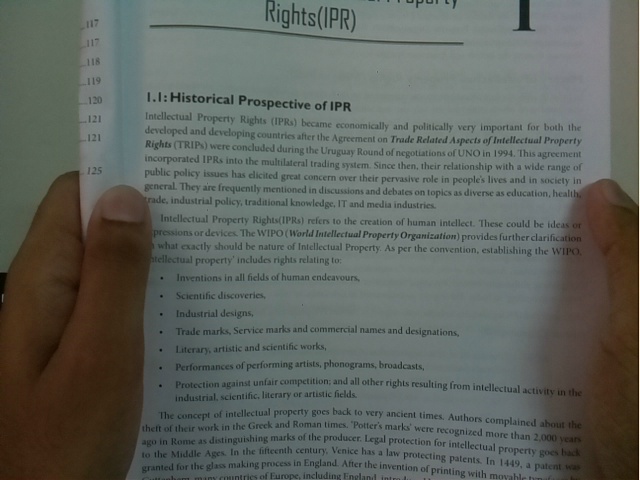 117
117
118
119
120
121
121
125
Property
Rights(IPR)
1
1.1: Historical Prospective of IPR
Intellectual Property Rights (IPRs) became economically and politically very important for both the
developed and developing countries after the Agreement on Trade Related Aspects of Intellectual Property
Rights (TRIPs) were concluded during the Uruguay Round of negotiations of UNO in 1994. This agreement
incorporated IPRs into the multilateral trading system. Since then, their relationship with a wide range of
public policy issues has elicited great concern over their pervasive role in people's lives and in society in
general. They are frequently mentioned in discussions and debates on topics as diverse as education, health,
trade, industrial policy, traditional knowledge, IT and media industries.
Intellectual Property Rights(IPRs) refers to the creation of human intellect. These could be ideas or
pressions or devices. The WIPO (World Intellectual Property Organization) provides further clarification
what exactly should be nature of Intellectual Property. As per the convention, establishing the WIPO,
ntellectual property' includes rights relating to:
• Inventions in all fields of human endeavours,
• Scientific discoveries,
• Industrial designs,
• Trade marks, Service marks and commercial names and designations,
• Literary, artistic and scientific works,
• Performances of performing artists, phonograms, broadcasts,
• Protection against unfair competition; and all other rights resulting from intellectual activity in the
industrial, scientific, literary or artistic fields.
The concept of intellectual property goes back to very ancient times. Authors complained about the
theft of their work in the Greek and Roman times. 'Potter's marks' were recognized more than 2,000 years
ago in Rome as distinguishing marks of the producer. Legal protection for intellectual property goes back
to the Middle Ages. In the fifteenth century, Venice has a law protecting patents. In 1449, a patent was
granted for the glass making process in England. After the invention of printing with movable
many countries of Europe, including England,